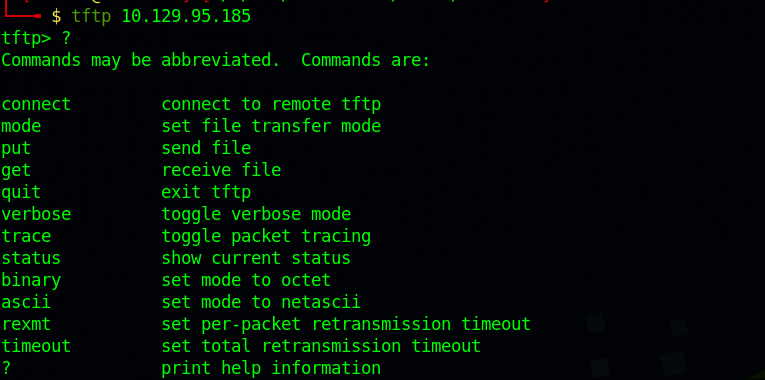 $ tftp 10.129.95.185
tftp> ?
Commands may be abbreviated.  Commands are:

connect         connect to remote tftp
mode            set file transfer mode
put             send file
get             receive file
quit            exit tftp
verbose         toggle verbose mode
trace           toggle packet tracing
status          show current status
binary          set mode to octet
ascii           set mode to netascii
rexmt           set per-packet retransmission timeout
timeout         set total retransmission timeout
?               print help information